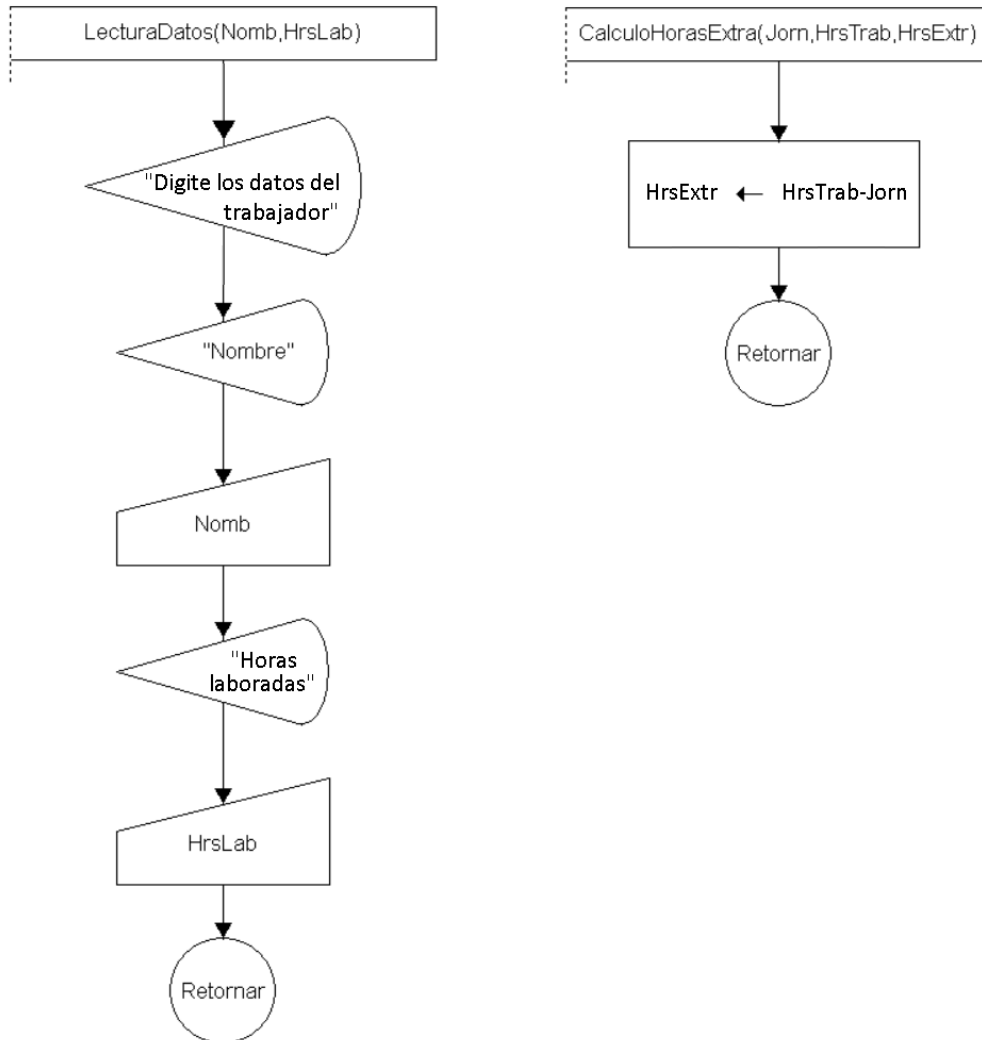 LecturaDatos(Nomb,HrsLab)
"Digite los datos del
trabajador"
"Nombre"
Nomb
"Horas
laboradas"
HrsLab
Retornar
CalculoHorasExtra(Jorn,HrsTrab,HrsExtr)
HrsExtr ← HrsTrab-Jorn
Retornar